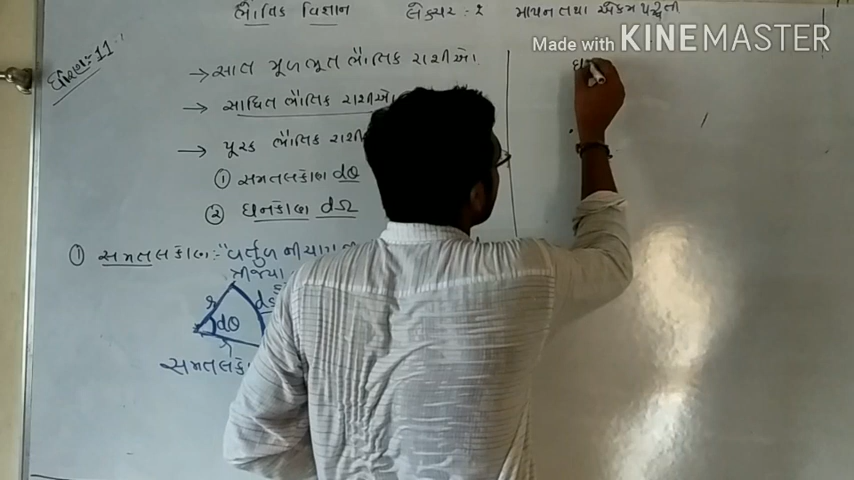 ભૌતિક વિજ્ઞાન લેક્ચર: ૨ માપન તથા એકમ પદ્ધતી
Made with KINEMASTER
ધોરણ:-11
→ સાત મૂળભૂત ભૌતિક રાશીઓ.
→ સાધિત ભૌતિક રાશીઓ
→ પૂરક ભૌતિક રાશી
① સમતલકોણ dθ
② ઘનકોણ dΩ
① સમતલકોણ:- "વર્તુળ ની ચાપ
ત્રીજ્યા
r
dθ
સમતલકો
ઘન